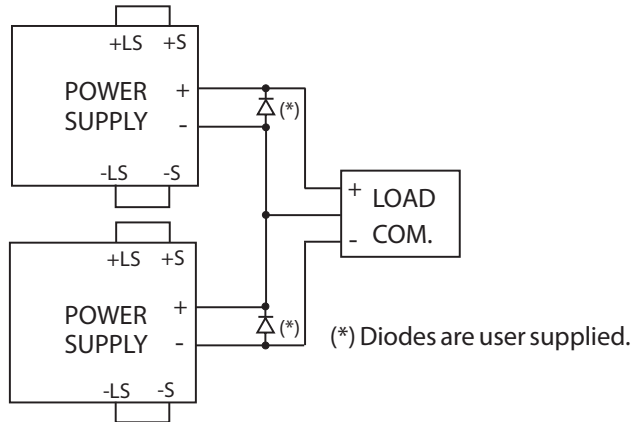 +LS +S
POWER +
SUPPLY -
(*)
-LS -S
+ LOAD
- COM.
+LS +S
POWER +
SUPPLY -
(*)
(*) Diodes are user supplied.
-LS -S